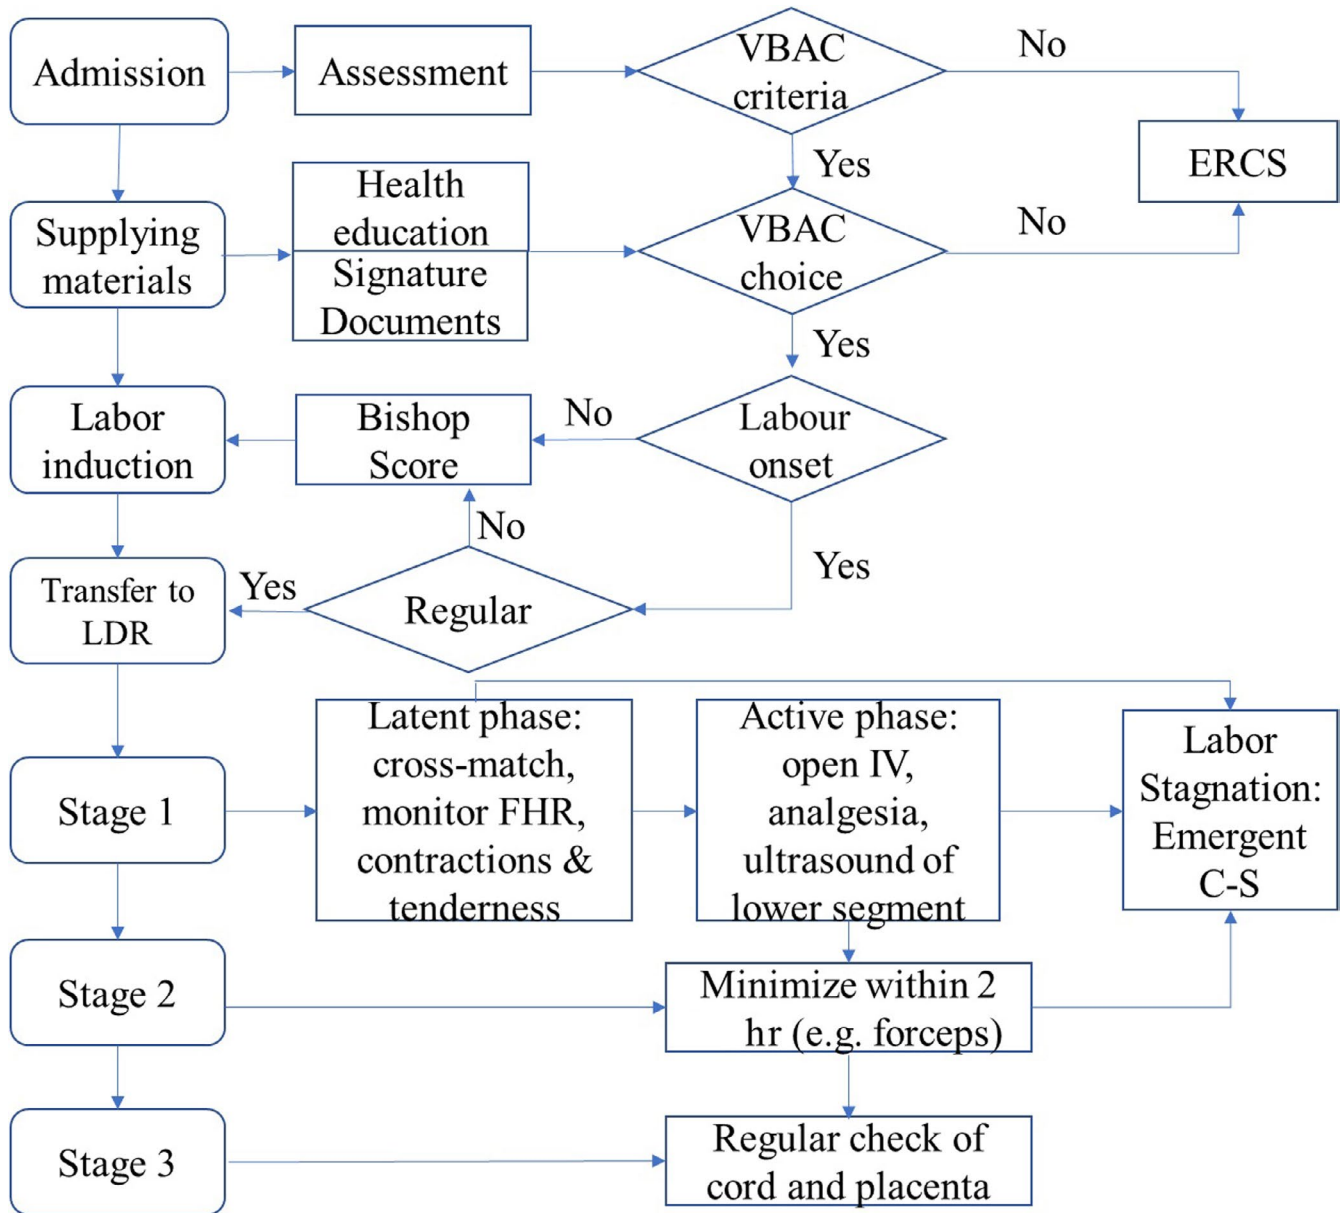 Admission
Assessment
VBAC
criteria
No
ERCS
Yes
Supplying
materials
Health
education
Signature
Documents
VBAC
choice
No
Yes
Labor
induction
Bishop
Score
No
Labour
onset
No
Yes
Transfer to
LDR
Yes
Regular
Stage 1
Latent phase:
cross-match,
monitor FHR,
contractions &
tenderness
Active phase:
open IV,
analgesia,
ultrasound of
lower segment
Labor
Stagnation:
Emergent
C-S
Stage 2
Minimize within 2
hr (e.g. forceps)
Stage 3
Regular check of
cord and placenta